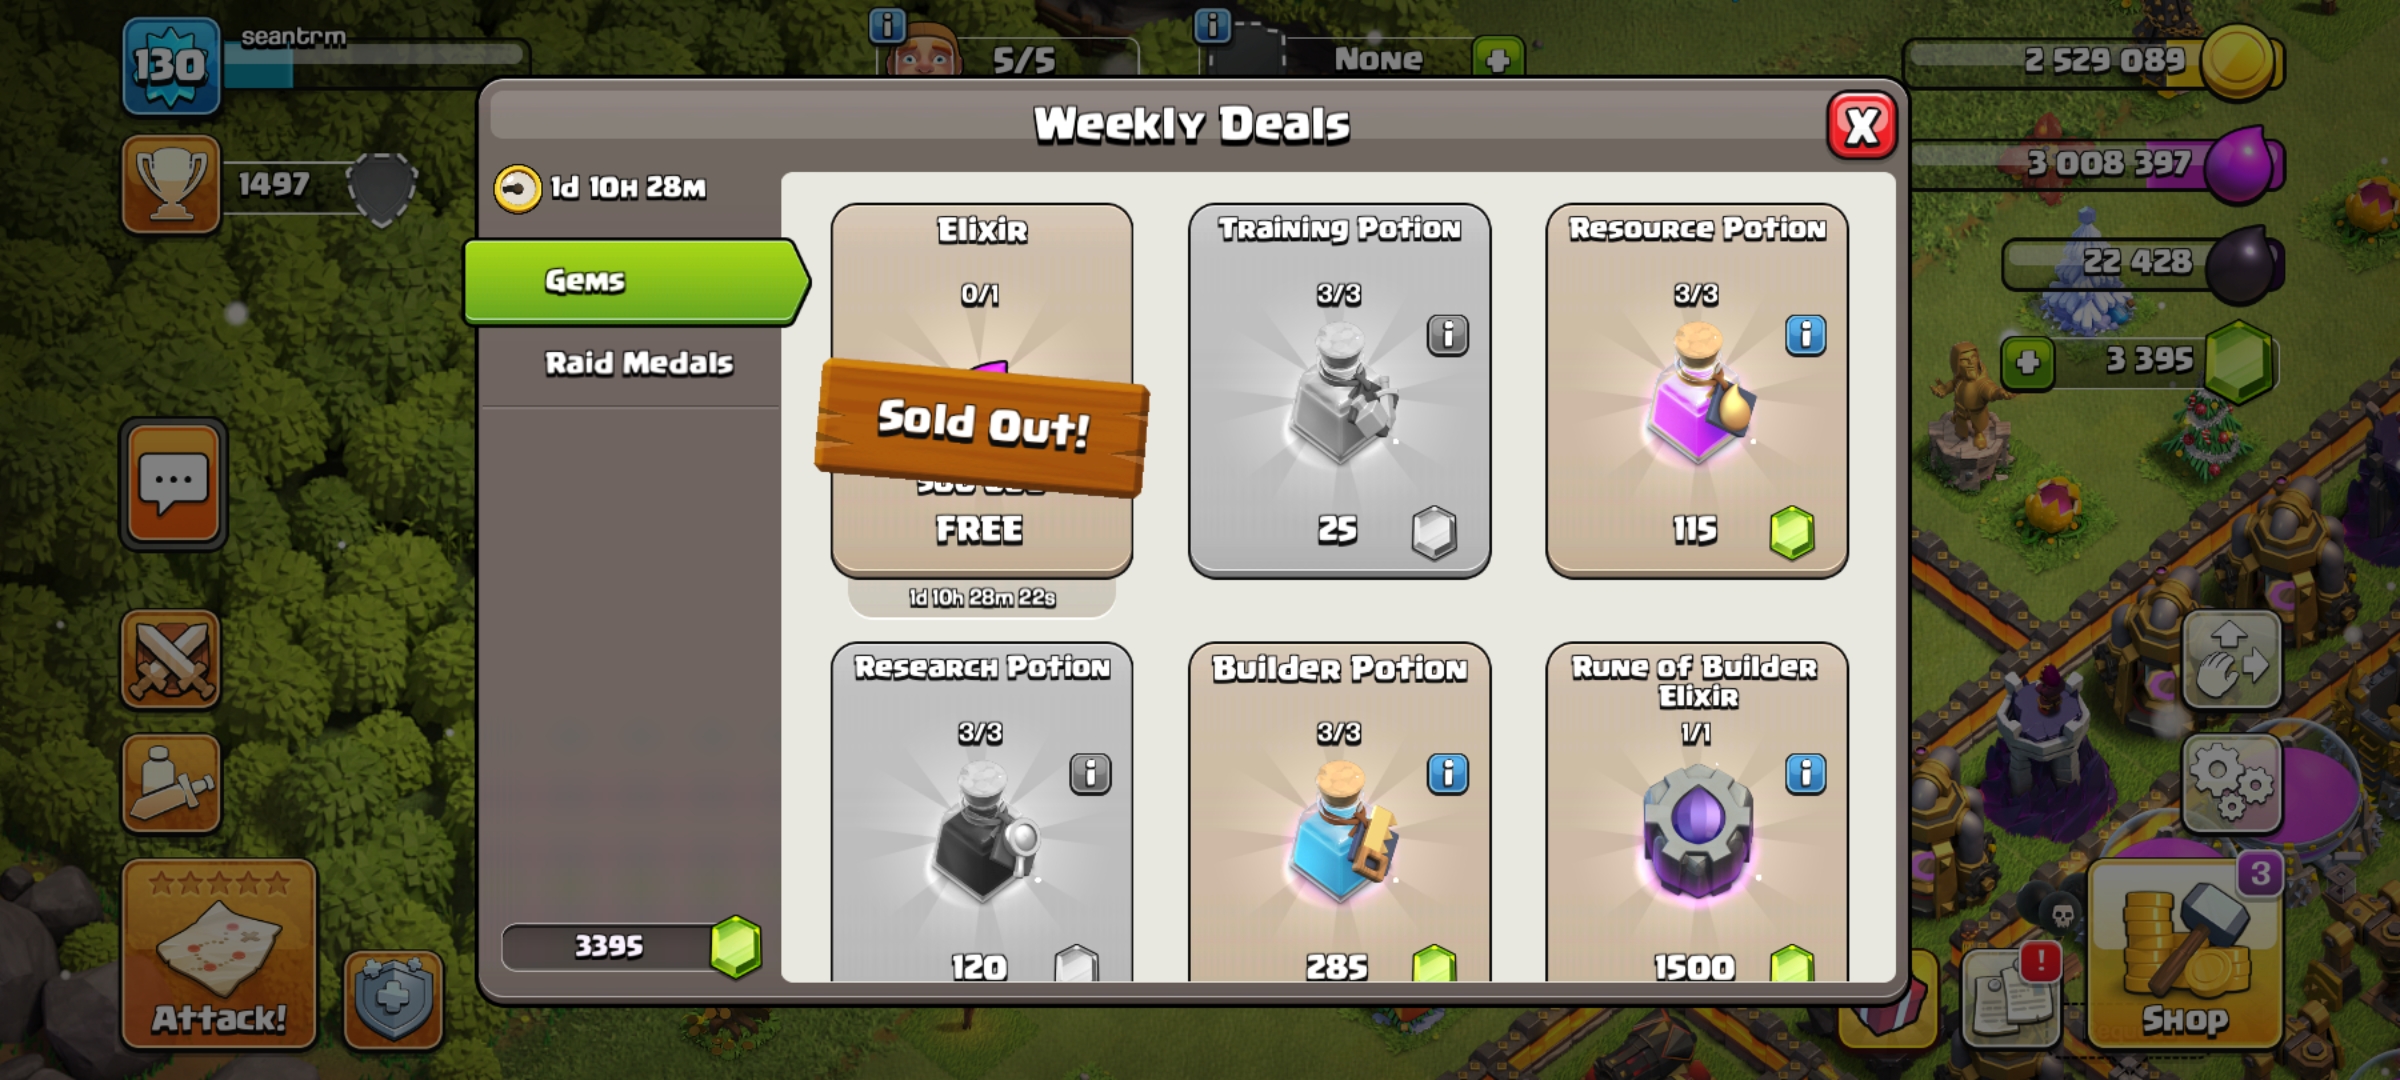 130
seantrm
5/5
None
2 529 089
Weekly Deals
X
1497
1d 10H 28M
3 008 397
Gems
Raid Medals
22 428
3 395
Elixir
0/1
Sold Out!
FREE
1d 10h 28m 22s
Training Potion
3/3
25
Resource Potion
3/3
115
Research Potion
3/3
120
Builder Potion
3/3
285
Rune of Builder
Elixir
1/1
1500
3395
Attack!
3
!
Shop